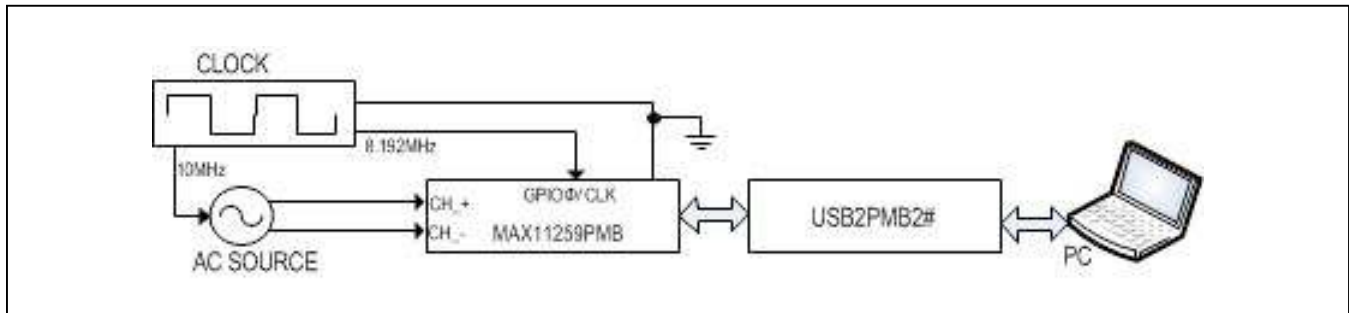 CLOCK
8.192MHz
10MHz
CH_+
GPIOΦ/CLK
CH_-
MAX11259PMB
USB2PMB2#
AC SOURCE
PC